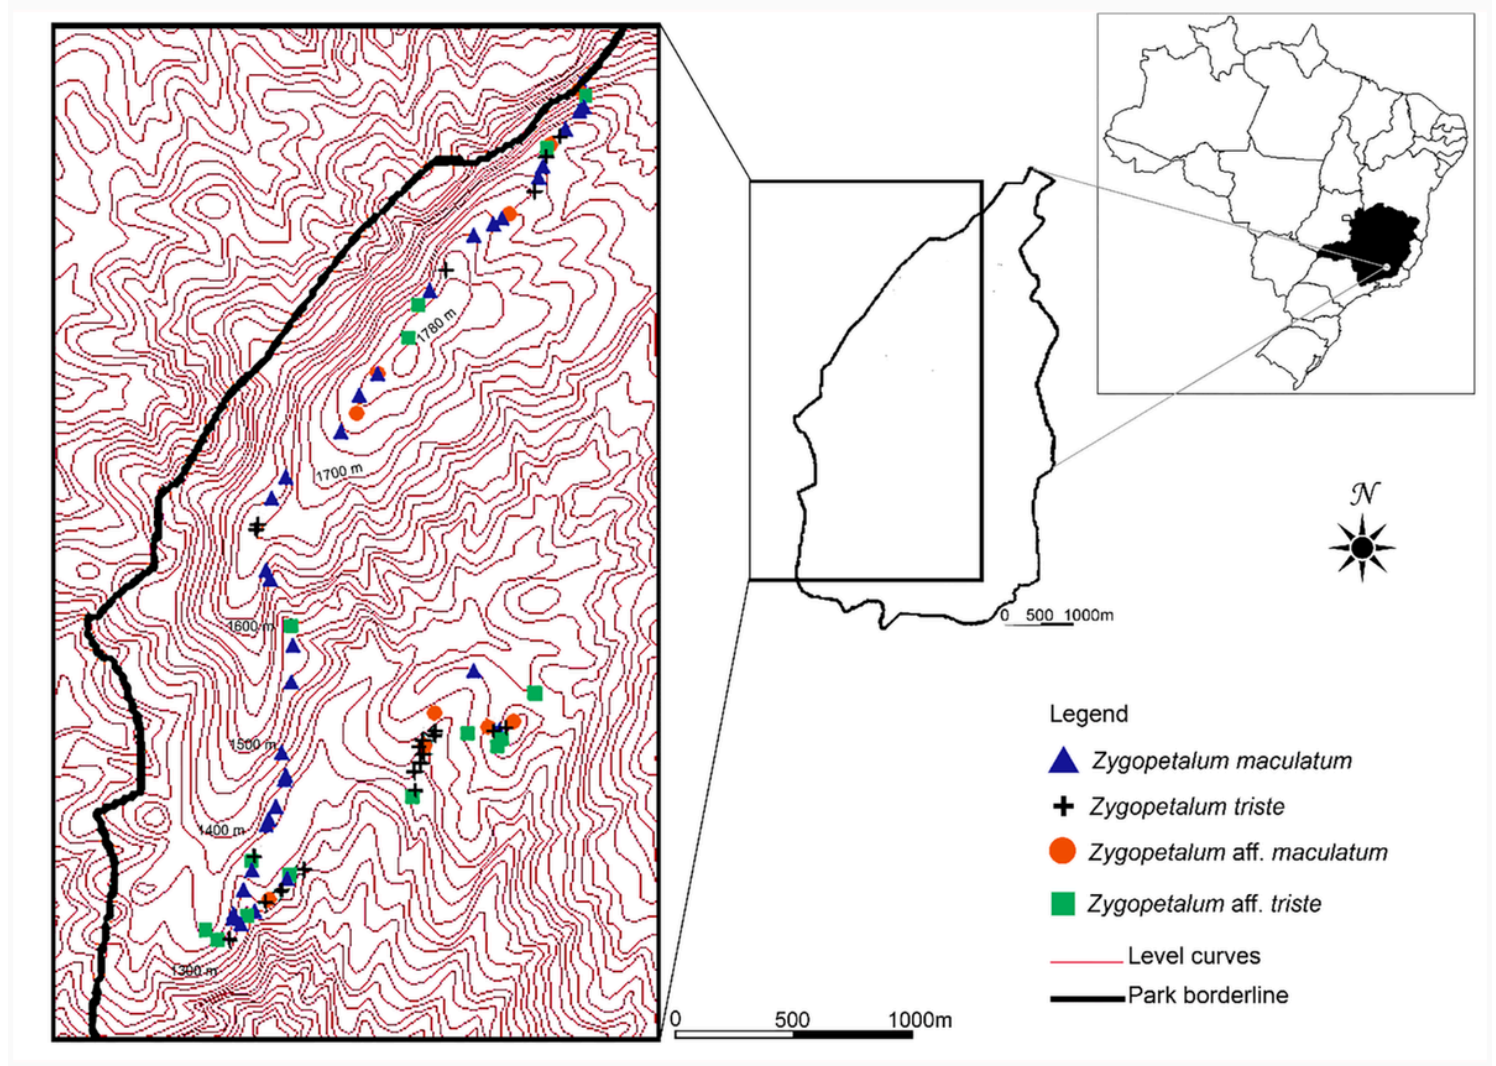 1780 m
1700 m
1600 m
1500 m
1400 m
1300 m
0 500 1000m
N
0 500 1000m
Legend
Zygopetalum maculatum
Zygopetalum triste
Zygopetalum aff. maculatum
Zygopetalum aff. triste
Level curves
Park borderline